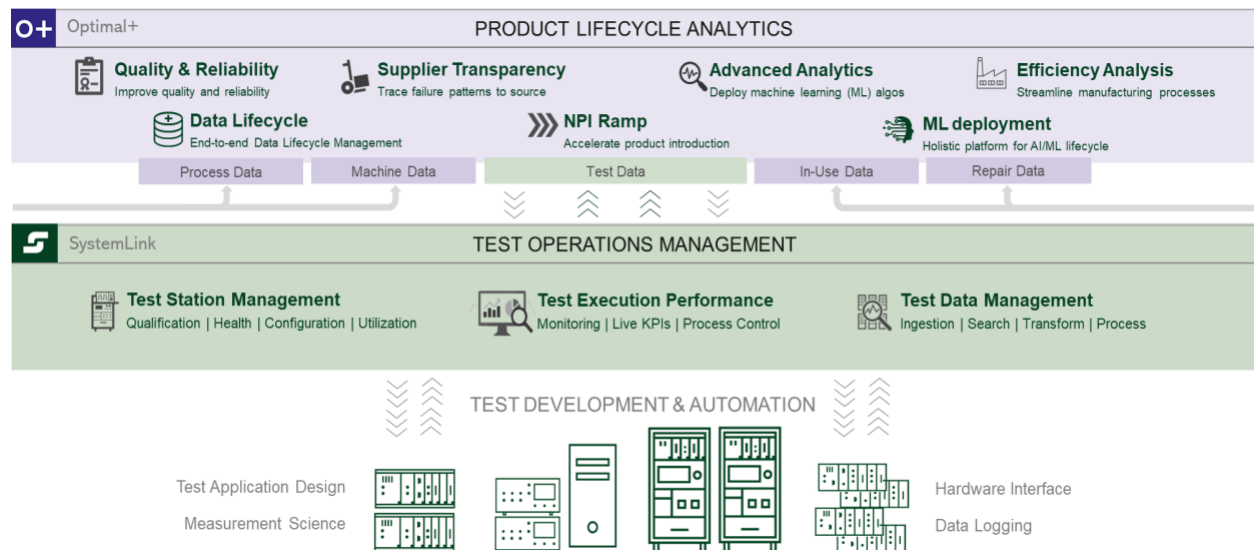 O+ Optimal+
PRODUCT LIFECYCLE ANALYTICS
Quality & Reliability
Improve quality and reliability
Supplier Transparency
Trace failure patterns to source
Advanced Analytics
Deploy machine learning (ML) algos
Efficiency Analysis
Streamline manufacturing processes
Data Lifecycle
End-to-end Data Lifecycle Management
NPI Ramp
Accelerate product introduction
ML deployment
Holistic platform for AI/ML lifecycle
Process Data
Machine Data
Test Data
In-Use Data
Repair Data
SystemLink
TEST OPERATIONS MANAGEMENT
Test Station Management
Qualification | Health | Configuration | Utilization
Test Execution Performance
Monitoring | Live KPIs | Process Control
Test Data Management
Ingestion | Search | Transform | Process
TEST DEVELOPMENT & AUTOMATION
Test Application Design
Measurement Science
Hardware Interface
Data Logging